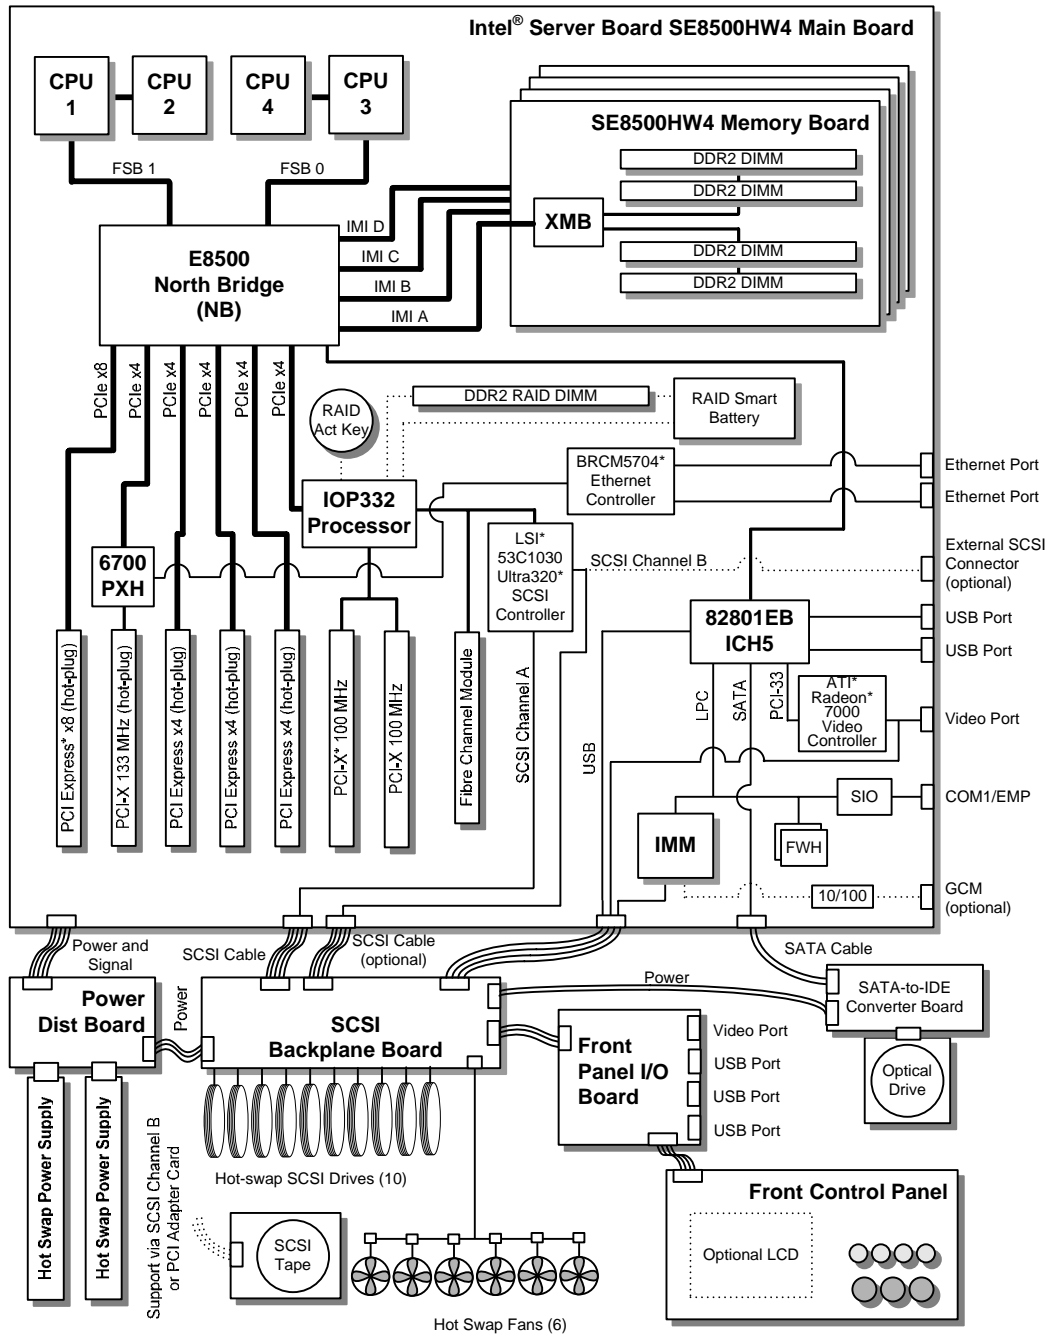 Intel® Server Board SE8500HW4 Main Board
CPU
1
CPU
2
CPU
4
CPU
3
SE8500HW4 Memory Board
DDR2 DIMM
DDR2 DIMM
XMB
DDR2 DIMM
DDR2 DIMM
FSB 1
FSB 0
E8500
North Bridge
(NB)
IMI D
IMI C
IMI B
IMI A
PCIe x8
PCIe x4
PCIe x4
PCIe x4
PCIe x4
PCIe x4
RAID
Act Key
DDR2 RAID DIMM
RAID Smart
Battery
BRCM5704*
Ethernet
Controller
Ethernet Port
Ethernet Port
IOP332
Processor
6700
PXH
LSI*
53C1030
Ultra320*
SCSI
Controller
SCSI Channel B
External SCSI
Connector
(optional)
82801EB
ICH5
USB Port
USB Port
PCI Express* x8 (hot-plug)
PCI-X 133 MHz (hot-plug)
PCI Express x4 (hot-plug)
PCI Express x4 (hot-plug)
PCI Express x4 (hot-plug)
PCI-X* 100 MHz
PCI-X 100 MHz
Fibre Channel Module
SCSI Channel A
USB
LPC
SATA
PCI-33
ATI*
Radeon*
7000
Video
Controller
Video Port
SIO
COM1/EMP
IMM
FWH
10/100
GCM
(optional)
Power and
Signal
SCSI Cable
SCSI Cable
(optional)
SATA Cable
Power
Dist Board
Power
SCSI
Backplane Board
Power
SATA-to-IDE
Converter Board
Front
Panel I/O
Board
Video Port
USB Port
USB Port
USB Port
Optical
Drive
Hot Swap Power Supply
Hot Swap Power Supply
Support via SCSI Channel B
or PCI Adapter Card
Hot-swap SCSI Drives (10)
SCSI
Tape
Hot Swap Fans (6)
Front Control Panel
Optional LCD